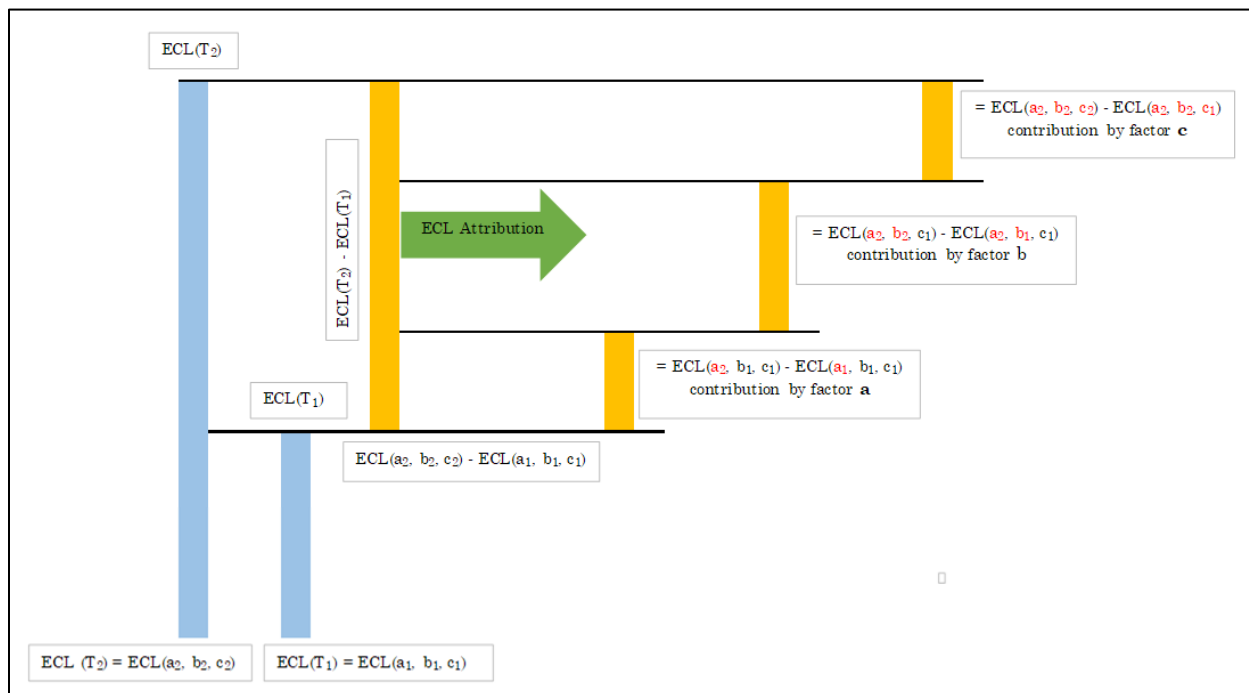 ECL(T₂)
= ECL(a₂, b₂, c₂) - ECL(a₂, b₂, c₁)
contribution by factor c
ECL(T₂) - ECL(T₁)
ECL Attribution
= ECL(a₂, b₂, c₁) - ECL(a₂, b₁, c₁)
contribution by factor b
= ECL(a₂, b₁, c₁) - ECL(a₁, b₁, c₁)
contribution by factor a
ECL(T₁)
ECL(a₂, b₂, c₂) - ECL(a₁, b₁, c₁)
ECL (T₂) = ECL(a₂, b₂, c₂)
ECL(T₁) = ECL(a₁, b₁, c₁)